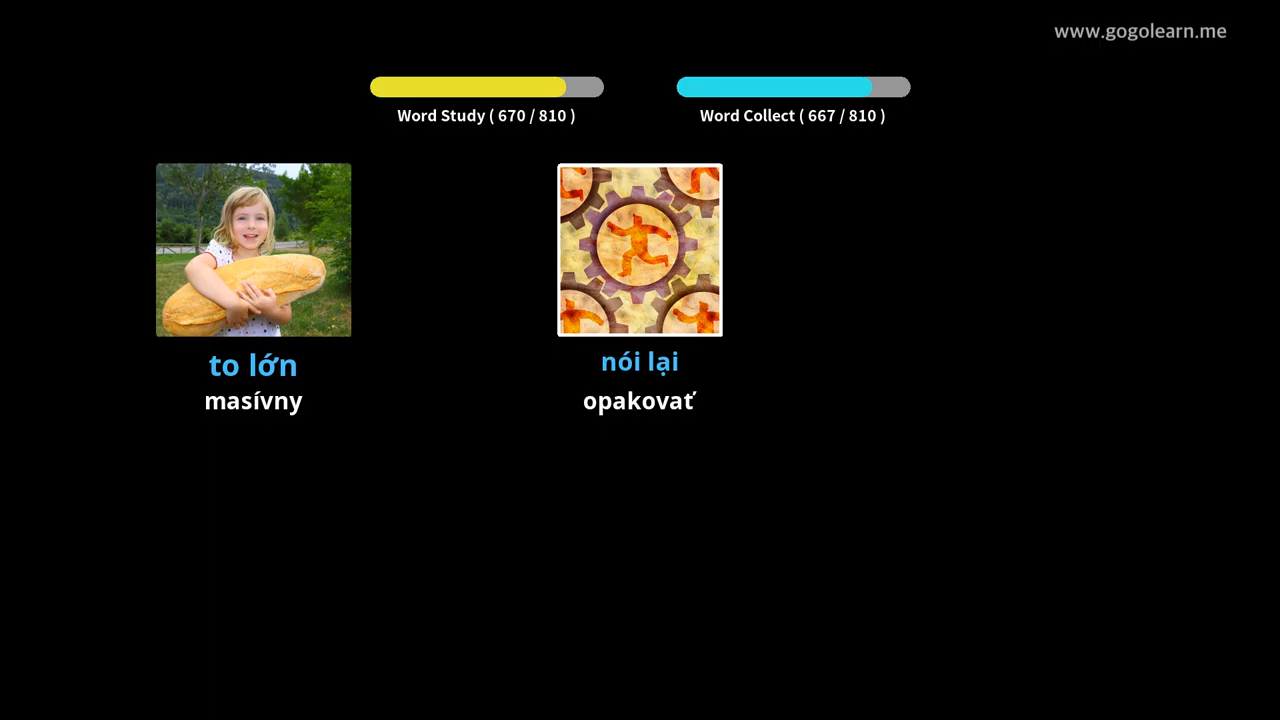 www.gogolearn.me
Word Study ( 670 / 810 )
Word Collect ( 667 / 810 )
to lớn
masívny
nói lại
opakovať